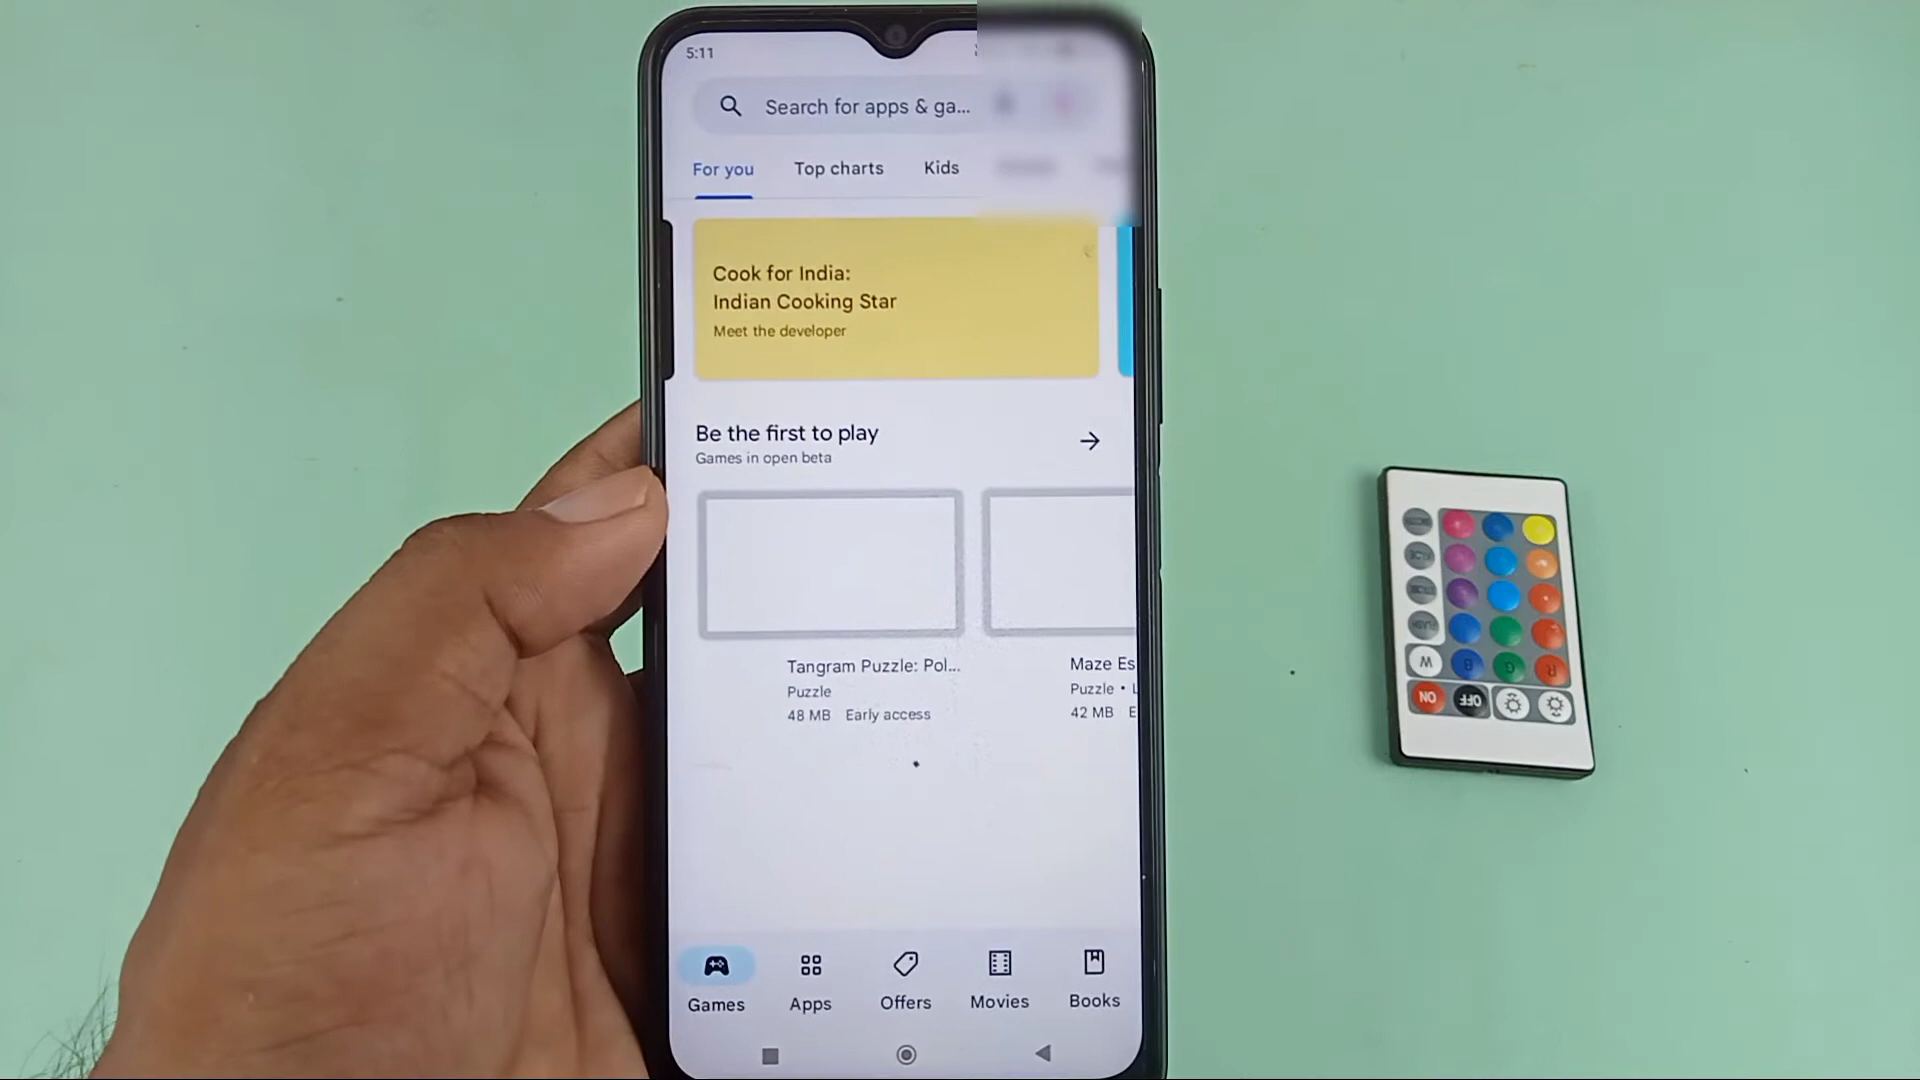 5:11
Search for apps & ga...
For you
Top charts
Kids
Cook for India:
Indian Cooking Star
Meet the developer
Be the first to play
Games in open beta
Tangram Puzzle: Pol...
Puzzle
48 MB Early access
Maze Es
Puzzle • L
42 MB E
Games
Apps
Offers
Movies
Books
FLASH
W
B
G
R
ON
OFF